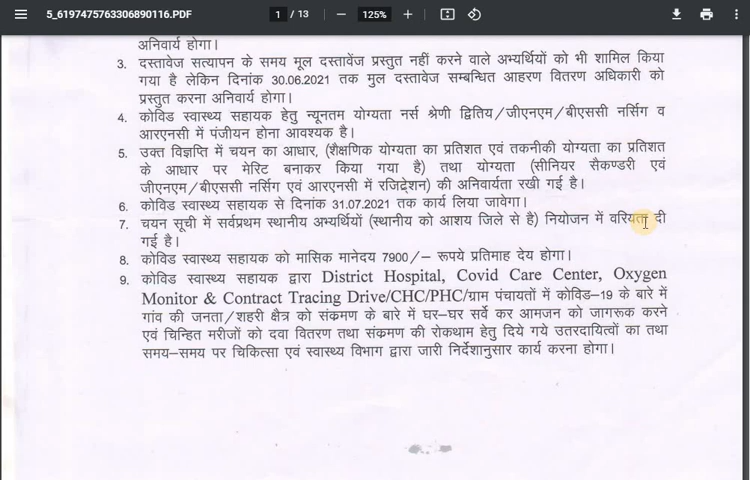 5_6197475763306890116.PDF
1 / 13
125%
अनिवार्य होगा।
3. दस्तावेज सत्यापन के समय मूल दस्तावेंज प्रस्तुत नहीं करने वाले अभ्यर्थियों को भी शामिल किया
गया है लेकिन दिनांक 30.06.2021 तक मुल दस्तावेज सम्बन्धित आहरण वितरण अधिकारी को
प्रस्तुत करना अनिवार्य होगा।
4. कोविड स्वास्थ्य सहायक हेतु न्यूनतम योग्यता नर्स श्रेणी द्वितिय/जीएनएम/बीएससी नर्सिग व
आरएनसी में पंजीयन होना आवश्यक है।
5. उक्त विज्ञप्ति में चयन का आधार, (शैक्षणिक योग्यता का प्रतिशत एवं तकनीकी योग्यता का प्रतिशत
के आधार पर मेरिट बनाकर किया गया है) तथा योग्यता (सीनियर सैकण्डरी एवं
जीएनएम/बीएससी नर्सिग एवं आरएनसी में रजिट्रेशन) की अनिवार्यता रखी गई है।
6. कोविड स्वास्थ्य सहायक से दिनांक 31.07.2021 तक कार्य लिया जावेगा।
7. चयन सूची में सर्वप्रथम स्थानीय अभ्यर्थियों (स्थानीय को आशय जिले से है) नियोजन में वरियता दी
गई है।
8. कोविड स्वास्थ्य सहायक को मासिक मानेदय 7900/– रूपये प्रतिमाह देय होगा।
9. कोविड स्वास्थ्य सहायक द्वारा District Hospital, Covid Care Center, Oxygen
Monitor & Contract Tracing Drive/CHC/PHC/ग्राम पंचायतों में कोविड–19 के बारे में
गांव की जनता/शहरी क्षैत्र को संक्रमण के बारे में घर–घर सर्वे कर आमजन को जागरूक करने
एवं चिन्हित मरीजों को दवा वितरण तथा संक्रमण की रोकथाम हेतु दिये गये उतरदायित्वों का तथा
समय–समय पर चिकित्सा एवं स्वास्थ्य विभाग द्वारा जारी निर्देशानुसार कार्य करना होगा।